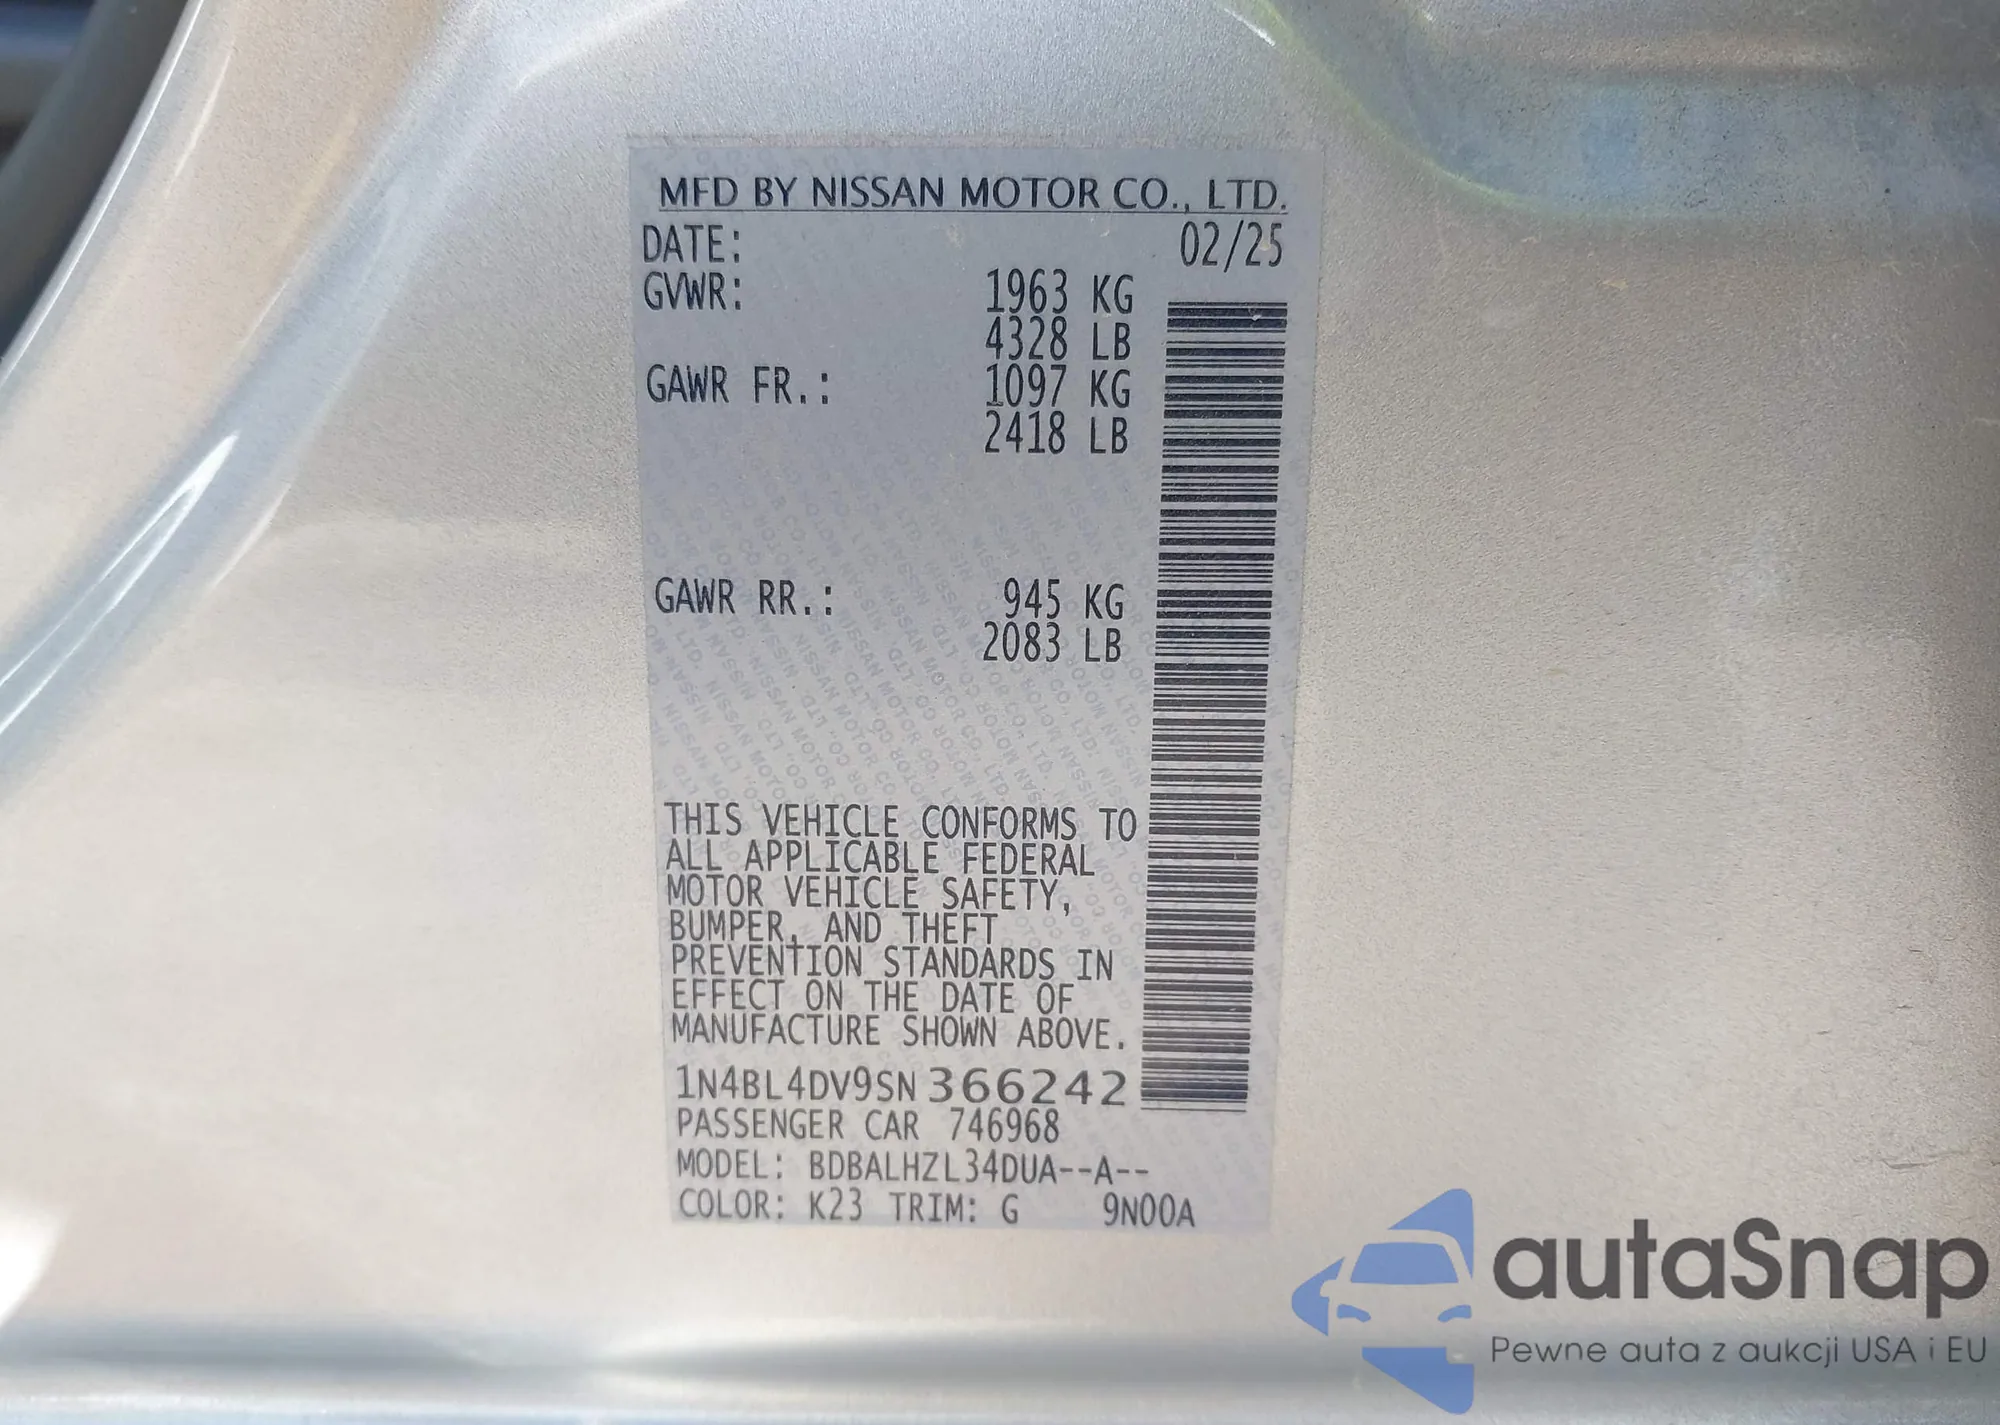 MFD BY NISSAN MOTOR CO., LTD.
DATE: 02/25
GVWR: 1963 KG
4328 LB
GAWR FR.: 1097 KG
2418 LB
GAWR RR.: 945 KG
2083 LB
THIS VEHICLE CONFORMS TO
ALL APPLICABLE FEDERAL
MOTOR VEHICLE SAFETY,
BUMPER, AND THEFT
PREVENTION STANDARDS IN
EFFECT ON THE DATE OF
MANUFACTURE SHOWN ABOVE.
1N4BL4DV9SN366242
PASSENGER CAR 746968
MODEL: BDBALHZL34DUA--A--
COLOR: K23 TRIM: G 9N00A
autaSnap
Pewne auta z aukcji USA i EU